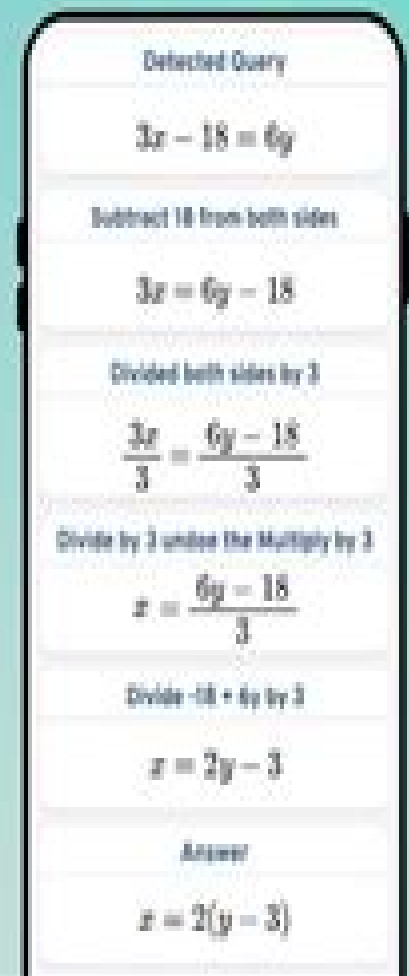 Detected Query
3x - 18 = 6y
Subtract 18 from both sides
3x = 6y - 18
Divided both sides by 3
3x/3 = (6y - 18)/3
Divide by 3 undoe the Multiply by 3
x = (6y - 18)/3
Divide -18 + 6y by 3
x = 2y - 3
Answer
x = 2(y - 3)